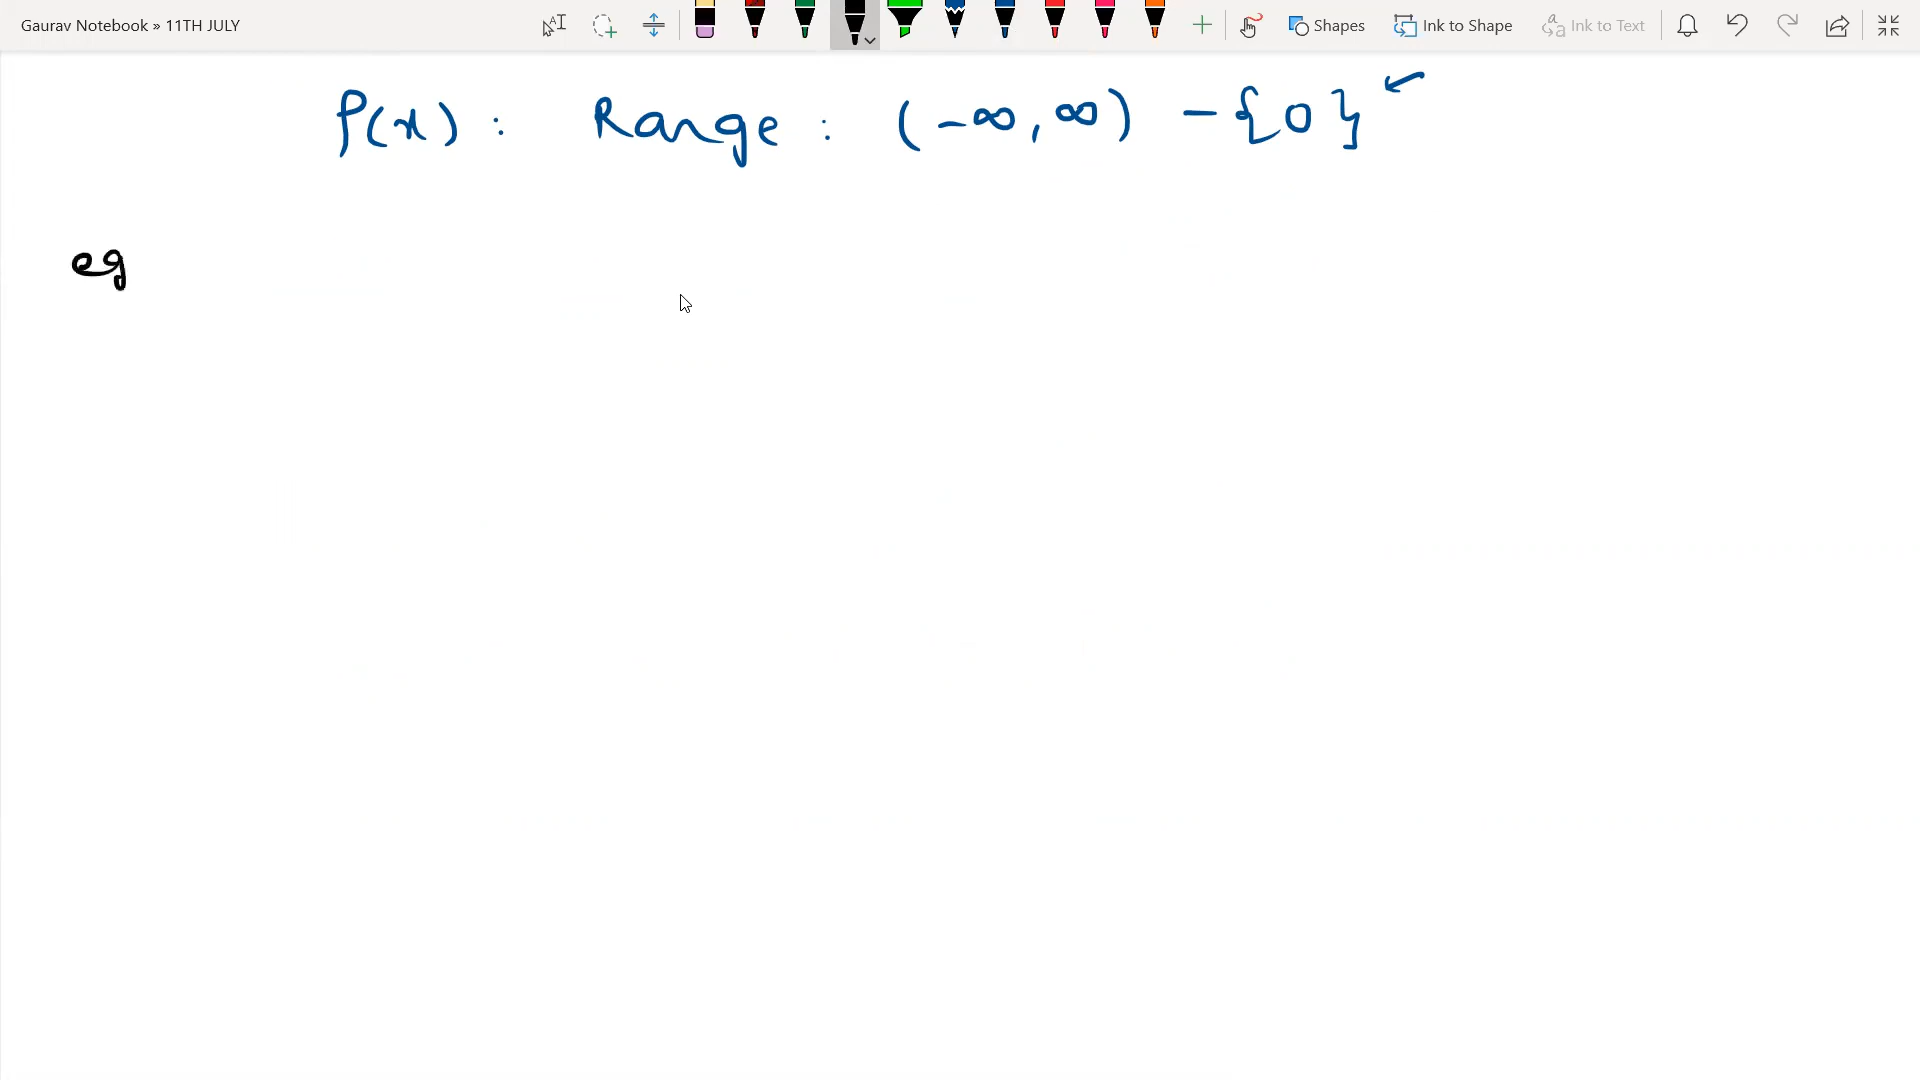 Gaurav Notebook » 11TH JULY
Shapes
Ink to Shape
Ink to Text
f(x) : Range : (-∞, ∞) - {0}
eg